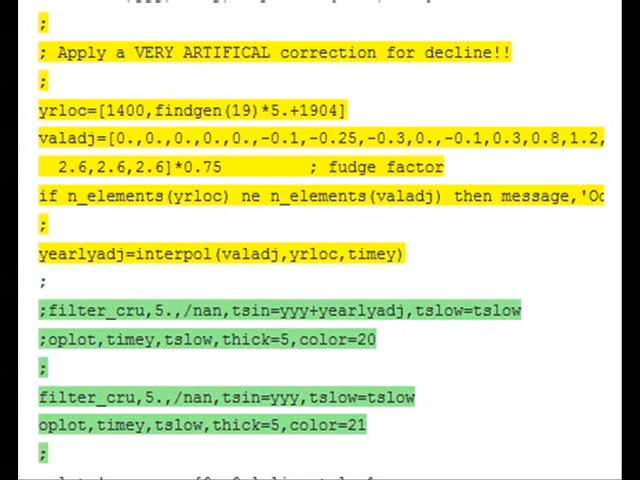 ;
; Apply a VERY ARTIFICAL correction for decline!!
;
yrloc=[1400,findgen(19)*5.+1904]
valadj=[0.,0.,0.,0.,0.,-0.1,-0.25,-0.3,0.,-0.1,0.3,0.8,1.2,
2.6,2.6,2.6]*0.75 ; fudge factor
if n_elements(yrloc) ne n_elements(valadj) then message,'Oo
;
yearlyadj=interpol(valadj,yrloc,timey)
;
;filter_cru,5.,/nan,tsin=yyy+yearlyadj,tslow=tslow
;oplot,timey,tslow,thick=5,color=20
;
filter_cru,5.,/nan,tsin=yyy,tslow=tslow
oplot,timey,tslow,thick=5,color=21
;